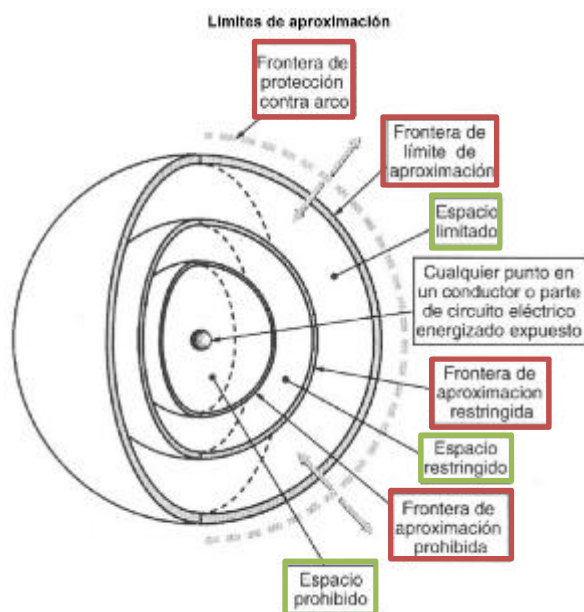 Límites de aproximación
Frontera de
protección
contra arco
Frontera de
límite de
aproximación
Espacio
limitado
Cualquier punto en
un conductor o parte
de circuito eléctrico
energizado expuesto
Frontera de
aproximacion
restringida
Espacio
restringido
Frontera de
aproximación
prohibida
Espacio
prohibido